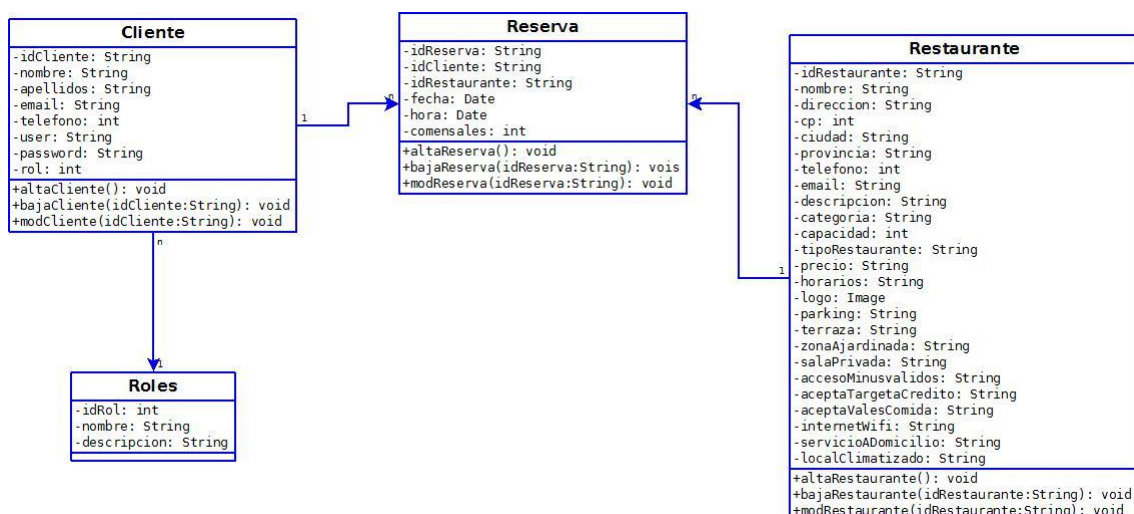 Cliente
-idCliente: String
-nombre: String
-apellidos: String
-email: String
-telefono: int
-user: String
-password: String
-rol: int
+altaCliente(): void
+bajaCliente(idCliente:String): void
+modCliente(idCliente:String): void
1
n
n
1
Reserva
-idReserva: String
-idCliente: String
-idRestaurante: String
-fecha: Date
-hora: Date
-comensales: int
+altaReserva(): void
+bajaReserva(idReserva:String): vois
+modReserva(idReserva:String): void
n
1
Roles
-idRol: int
-nombre: String
-descripcion: String
Restaurante
-idRestaurante: String
-nombre: String
-direccion: String
-cp: int
-ciudad: String
-provincia: String
-telefono: int
-email: String
-descripcion: String
-categoria: String
-capacidad: int
-tipoRestaurante: String
-precio: String
-horarios: String
-logo: Image
-parking: String
-terraza: String
-zonaAjardinada: String
-salaPrivada: String
-accesoMinusvalidos: String
-aceptaTargetaCredito: String
-aceptaValesComida: String
-internetWifi: String
-servicioADomicilio: String
-localClimatizado: String
+altaRestaurante(): void
+bajaRestaurante(idRestaurante:String): void
+modRestaurante(idRestaurante:String): void